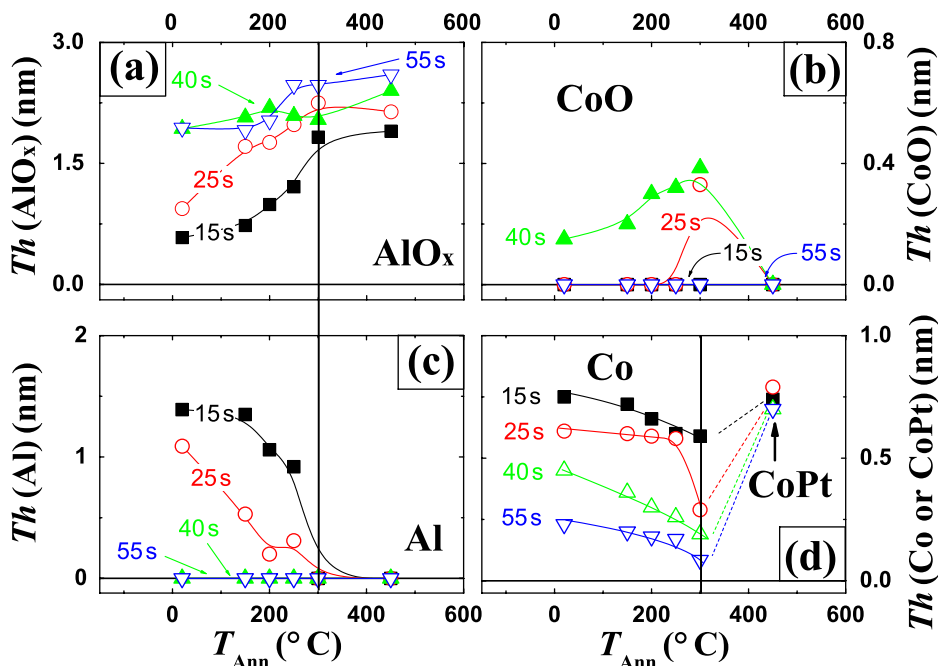 0 200 400 600 0 200 400 600
3.0
1.5
0.0
Th (AlOx) (nm)
(a)
40s
55s
25s
15s
AlOx
0.8
0.4
0.0
Th (CoO) (nm)
(b)
CoO
40s
25s
15s
55s
2
1
0
Th (Al) (nm)
(c)
15s
25s
40s
55s
Al
1.0
0.5
0.0
Th (Co or CoPt) (nm)
Co
15s
25s
40s
55s
CoPt
(d)
0 200 400 600 0 200 400 600
TAnn (° C) TAnn (° C)